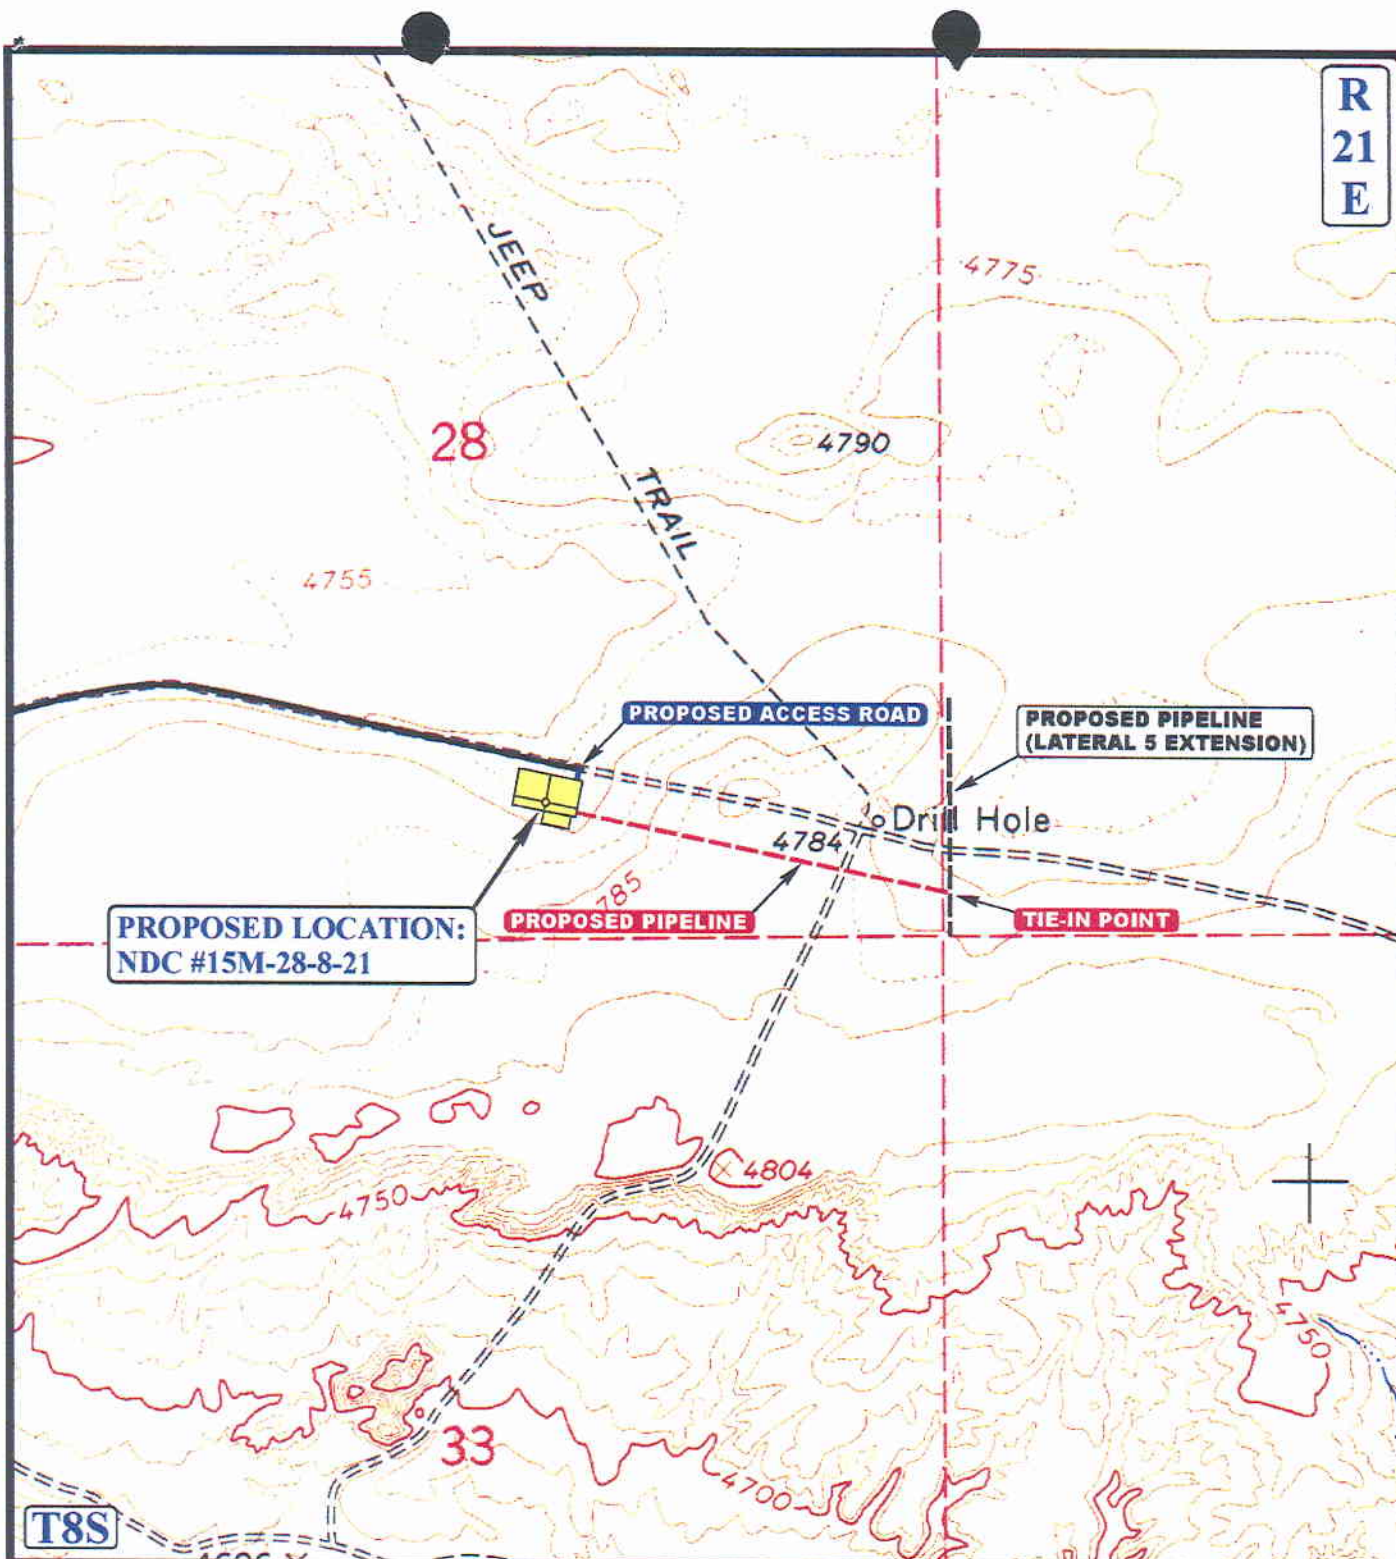 R
21
E
JEEP
TRAIL
4775
28
4790
4755
PROPOSED ACCESS ROAD
PROPOSED PIPELINE
(LATERAL 5 EXTENSION)
Drill Hole
4784
785
PROPOSED PIPELINE
TIE-IN POINT
PROPOSED LOCATION:
NDC #15M-28-8-21
4804
4750
4750
33
4700
T8S